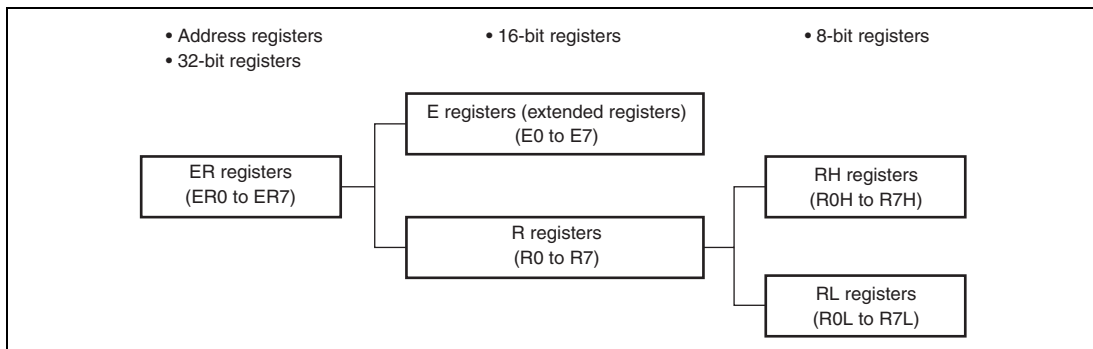 • Address registers
• 32-bit registers
• 16-bit registers
• 8-bit registers
E registers (extended registers)
(E0 to E7)
ER registers
(ER0 to ER7)
RH registers
(R0H to R7H)
R registers
(R0 to R7)
RL registers
(R0L to R7L)